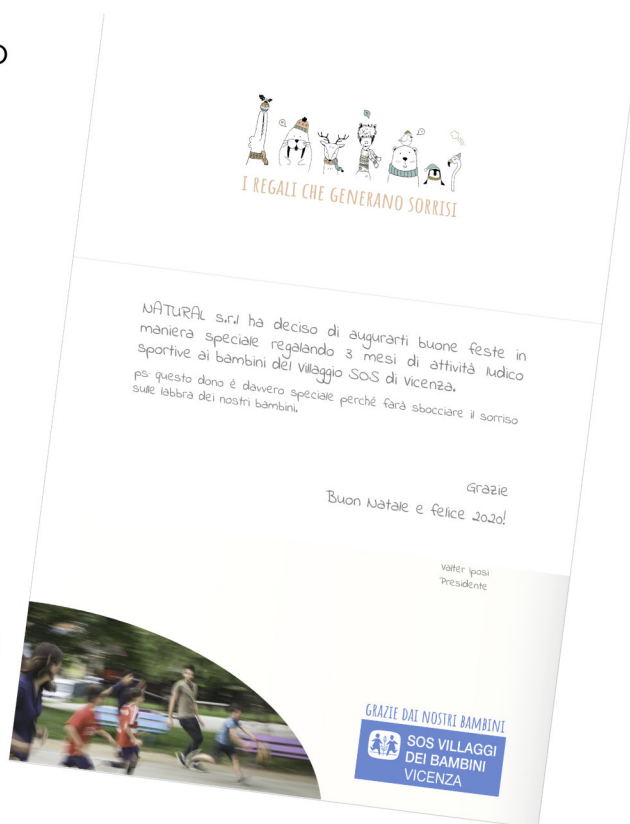 I REGALI CHE GENERANO SORRISI
NATURAL s.r.l ha deciso di augurarti buone feste in
maniera speciale regalando 3 mesi di attività ludico
sportive ai bambini del Villaggio SOS di Vicenza.
ps: questo dono è davvero speciale perché farà sbocciare il sorriso
sulle labbra dei nostri bambini.
Grazie
Buon Natale e felice 2020!
Valter Iposi
Presidente
GRAZIE DAI NOSTRI BAMBINI
SOS VILLAGGI
DEI BAMBINI
VICENZA